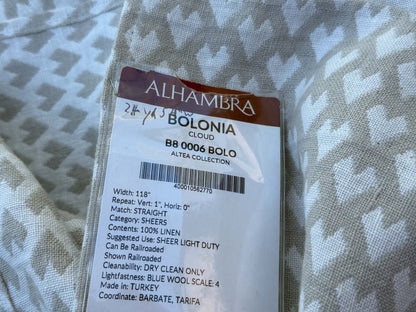 ALHAMBRA
BOLONIA
CLOUD
B8 0006 BOLO
ALTEA COLLECTION
400010562770
Width: 118"
Repeat: Vert: 1", Horiz: 0"
Match: STRAIGHT
Category: SHEERS
Contents: 100% LINEN
Suggested Use: SHEER LIGHT DUTY
Can Be Railroaded
Shown Railroaded
Cleanability: DRY CLEAN ONLY
Lightfastness: BLUE WOOL SCALE: 4
Made in: TURKEY
Coordinate: BARBATE, TARIFA